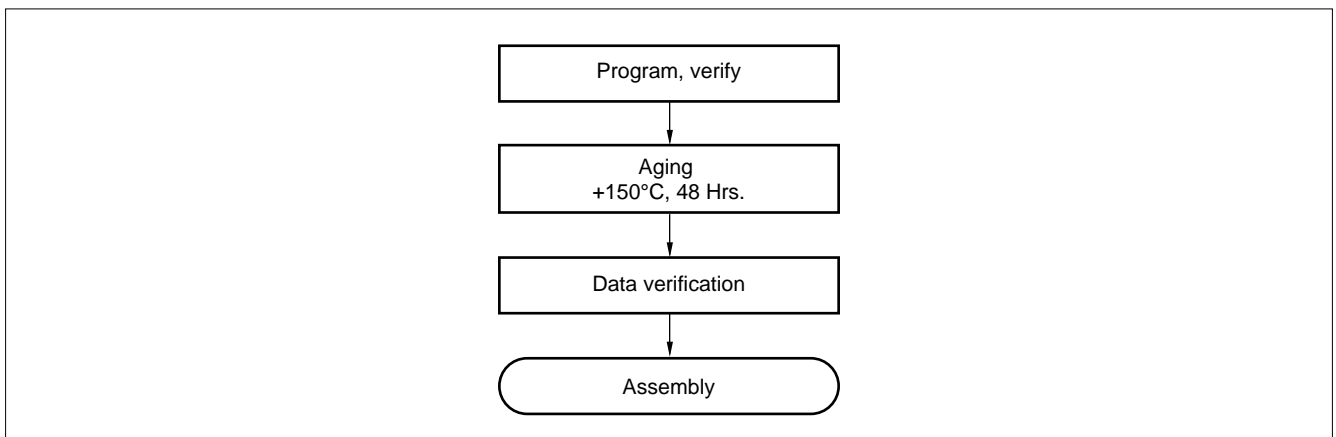 Program, verify
Aging
+150°C, 48 Hrs.
Data verification
Assembly